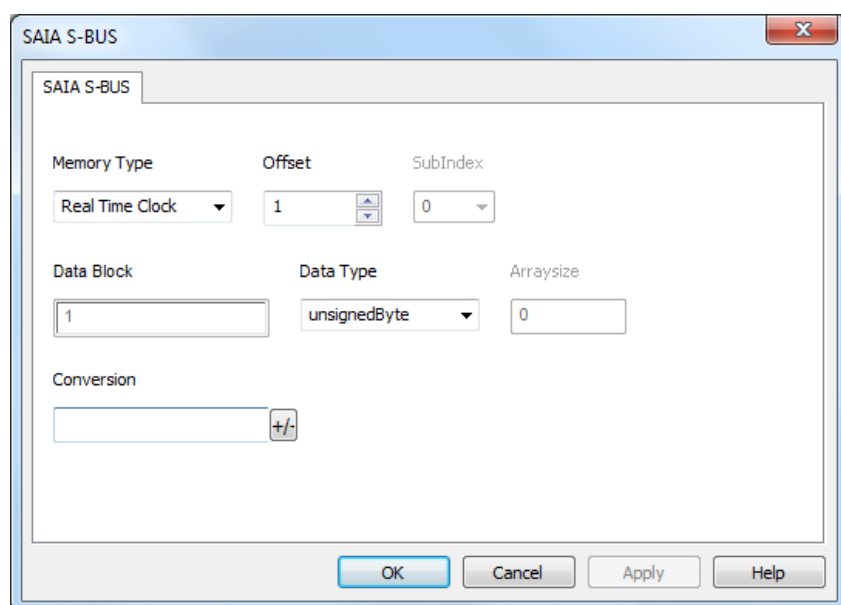 SAIA S-BUS
SAIA S-BUS
Memory Type Offset SubIndex
Real Time Clock 1 0
Data Block Data Type Arraysize
1 unsignedByte 0
Conversion
+/-
OK Cancel Apply Help